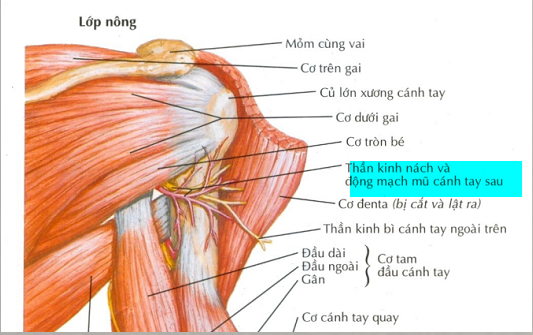 Lớp nông
Mỏm cùng vai
Cơ trên gai
Củ lớn xương cánh tay
Cơ dưới gai
Cơ tròn bé
Thần kinh nách và
động mạch mũ cánh tay sau
Cơ denta (bị cắt và lật ra)
Thần kinh bì cánh tay ngoài trên
Đầu dài
Đầu ngoài
Gân
Cơ tam
đầu cánh tay
Cơ cánh tay quay